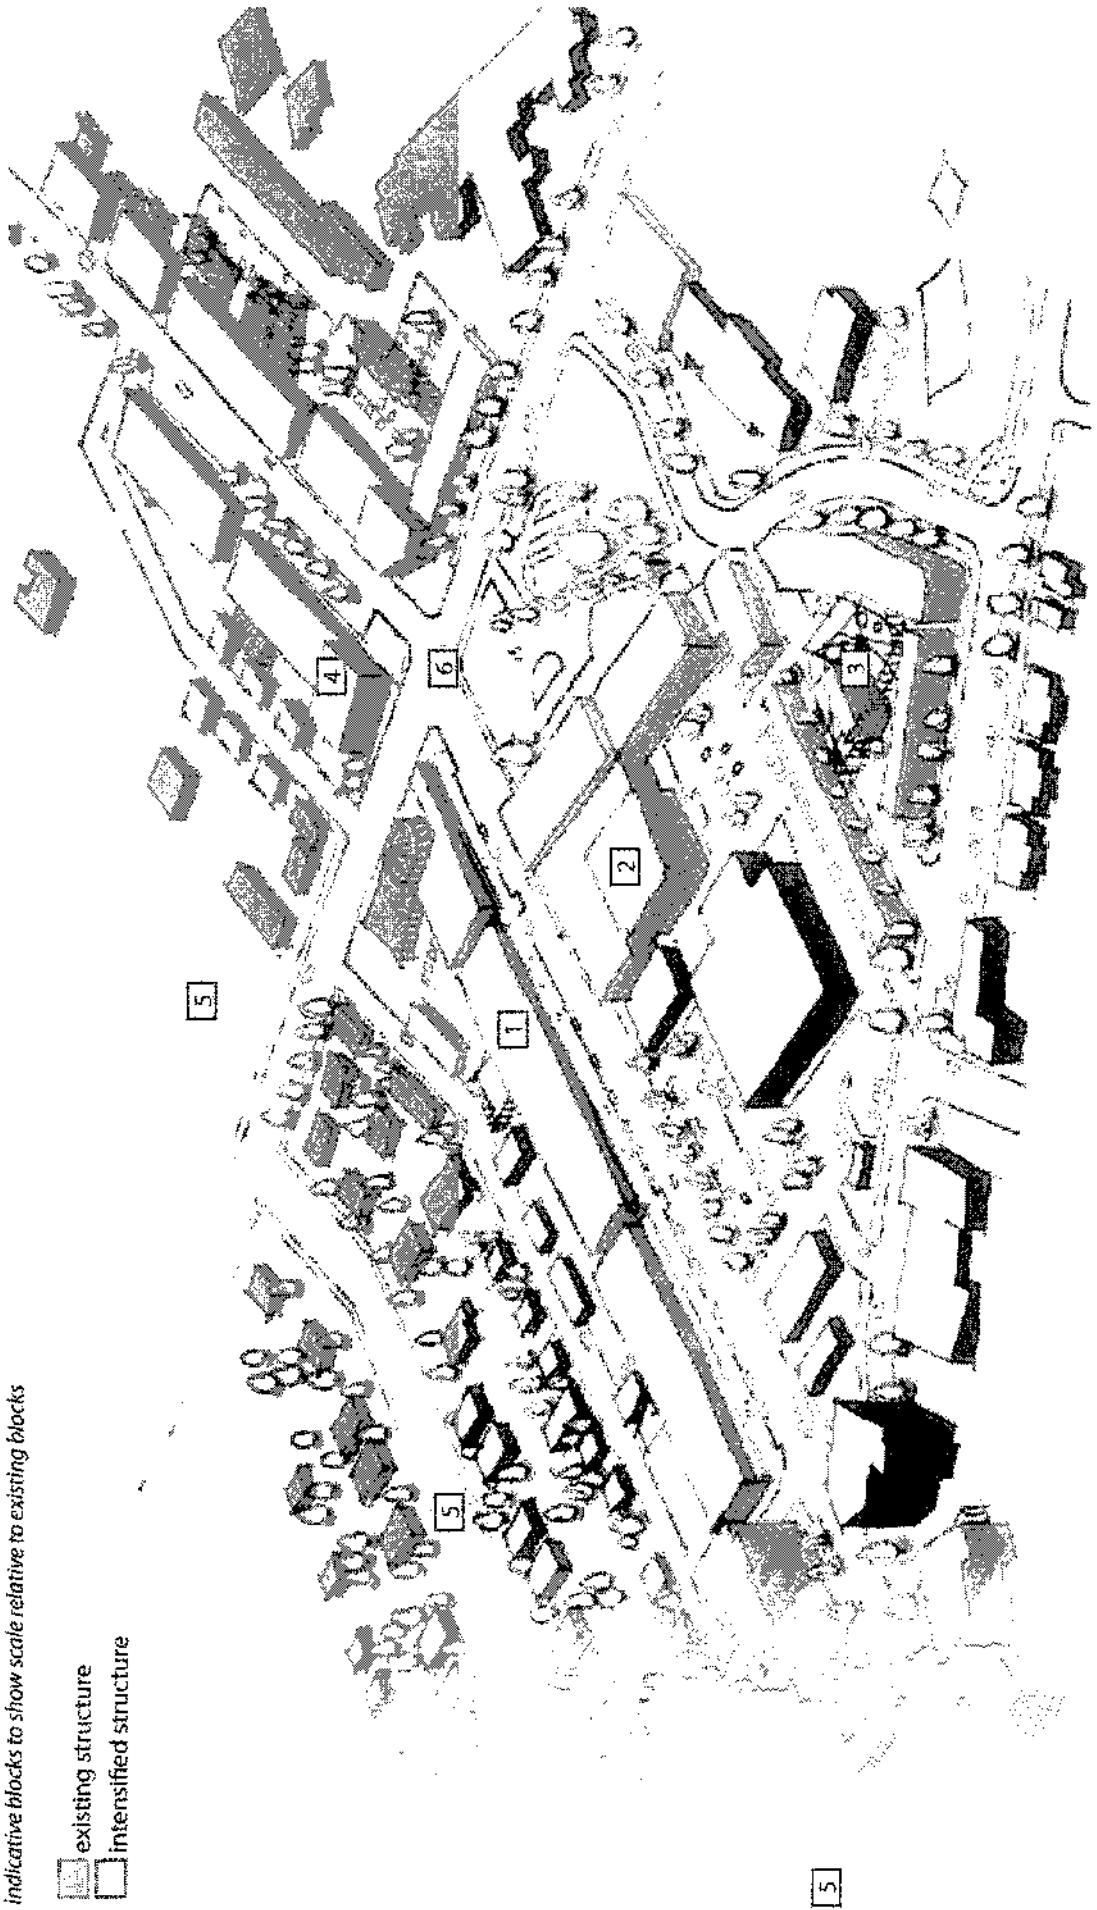 indicative blocks to show scale relative to existing blocks
existing structure
intensified structure
5
5
5
4
6
1
2
3